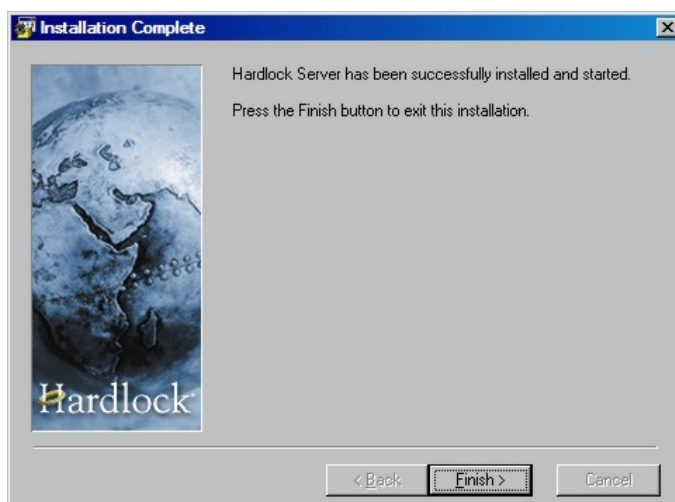 Installation Complete
Hardlock Server has been successfully installed and started.
Press the Finish button to exit this installation.
Hardlock
< Back
Finish >
Cancel